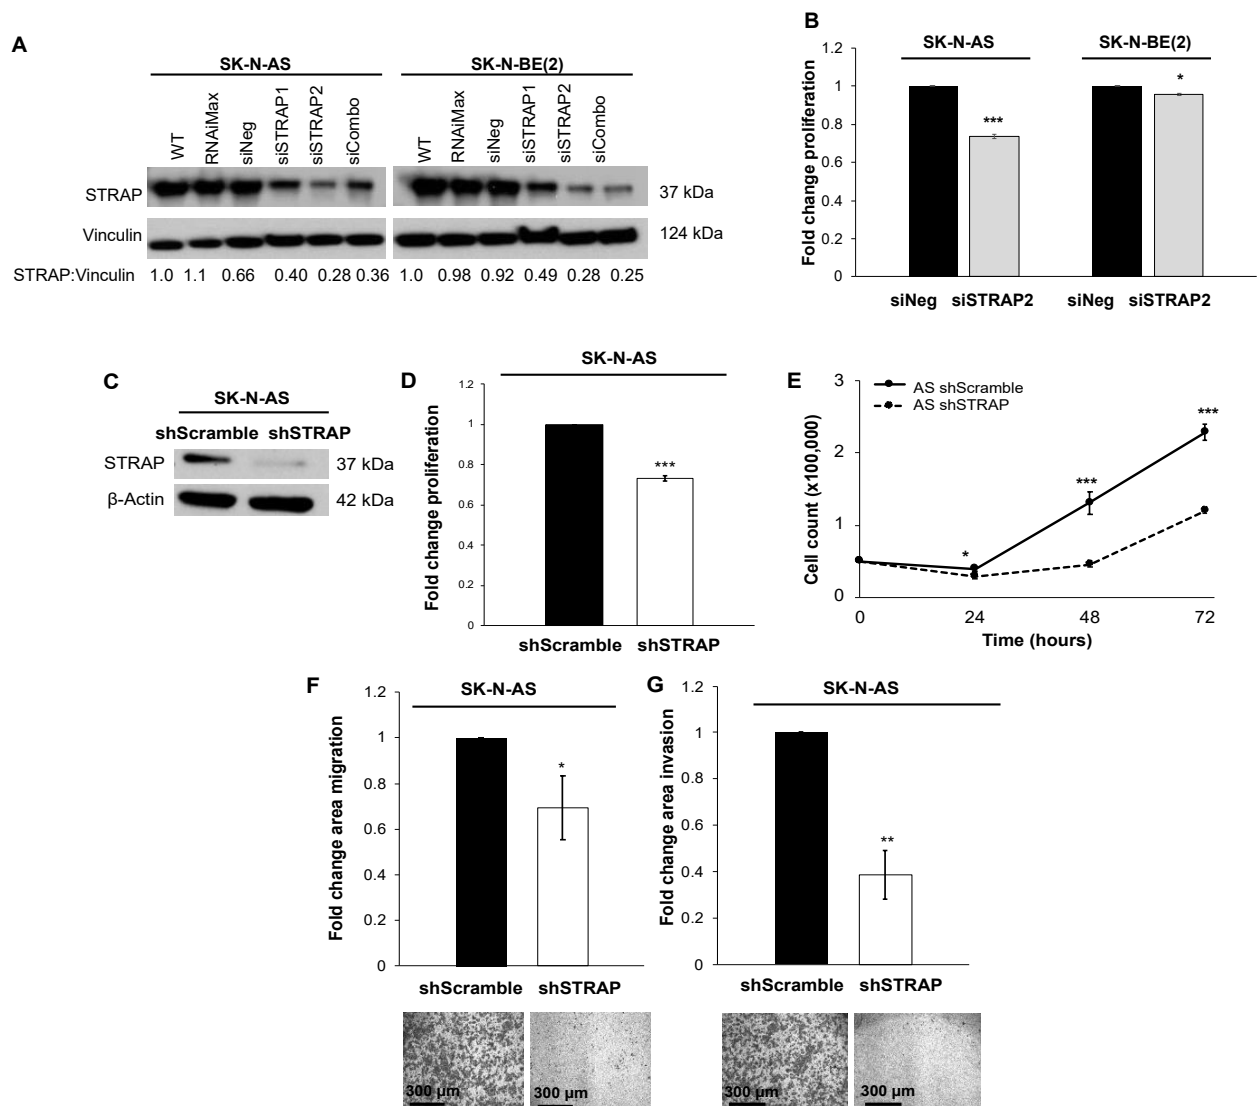 A
SK-N-AS
SK-N-BE(2)
WT
RNAiMax
siNeg
siSTRAP1
siSTRAP2
siCombo
WT
RNAiMax
siNeg
siSTRAP1
siSTRAP2
siCombo
STRAP
37 kDa
Vinculin
124 kDa
STRAP:Vinculin 1.0 1.1 0.66 0.40 0.28 0.36 1.0 0.98 0.92 0.49 0.28 0.25
B
SK-N-AS
SK-N-BE(2)
Fold change proliferation
1.2
1
0.8
0.6
0.4
0.2
0
***
*
siNeg siSTRAP2 siNeg siSTRAP2
C
SK-N-AS
shScramble shSTRAP
STRAP
37 kDa
β-Actin
42 kDa
D
SK-N-AS
Fold change proliferation
1.2
1
0.8
0.6
0.4
0.2
0
***
shScramble shSTRAP
E
Cell count (x100,000)
3
2
1
0
AS shScramble
AS shSTRAP
*
***
***
0 24 48 72
Time (hours)
F
SK-N-AS
Fold change area migration
1.2
1
0.8
0.6
0.4
0.2
0
*
shScramble shSTRAP
300 µm
300 µm
G
SK-N-AS
Fold change area invasion
1.2
1
0.8
0.6
0.4
0.2
0
**
shScramble shSTRAP
300 µm
300 µm